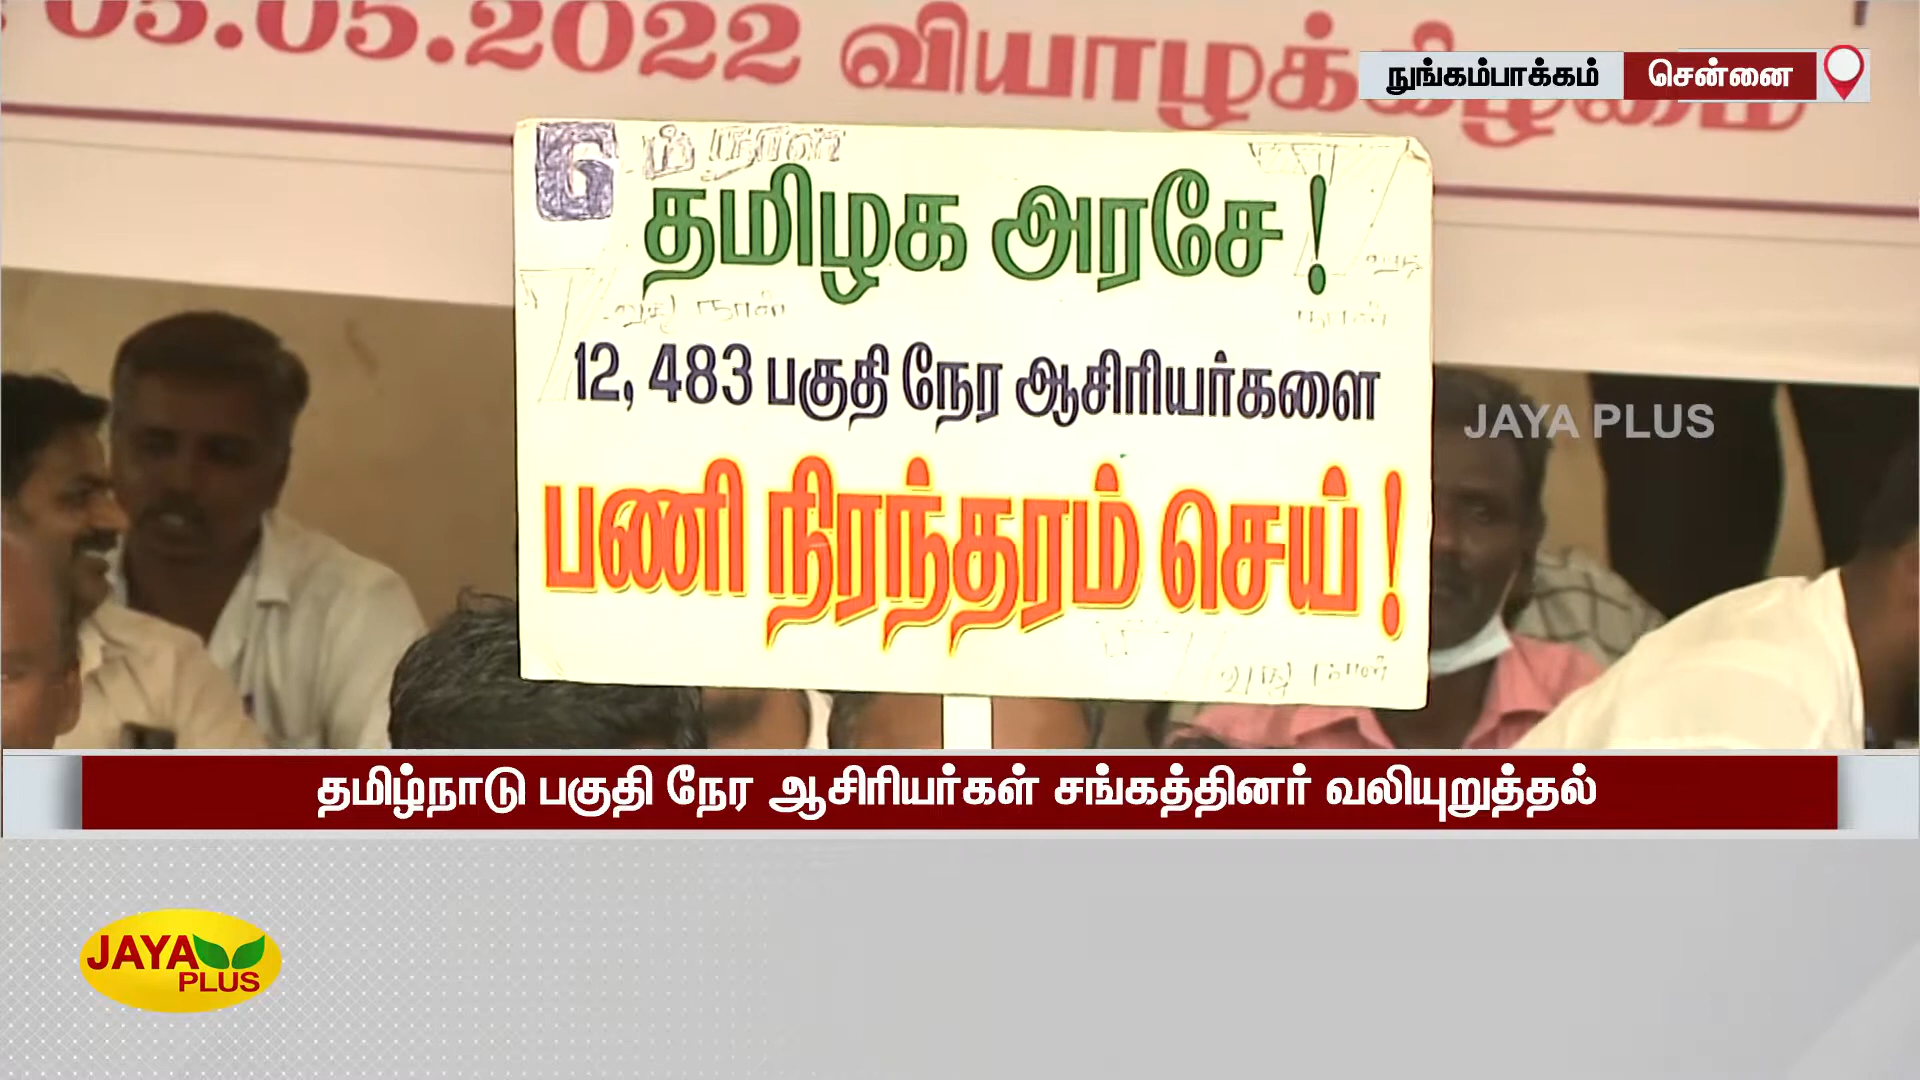 05.05.2022 வியாழக்கிழமை
நுங்கம்பாக்கம் சென்னை
6 ம் நாள்
தமிழக அரசே !
நாள்
12, 483 பகுதி நேர ஆசிரியர்களை
JAYA PLUS
பணி நிரந்தரம் செய் !
நாள்
தமிழ்நாடு பகுதி நேர ஆசிரியர்கள் சங்கத்தினர் வலியுறுத்தல்
JAYA
PLUS